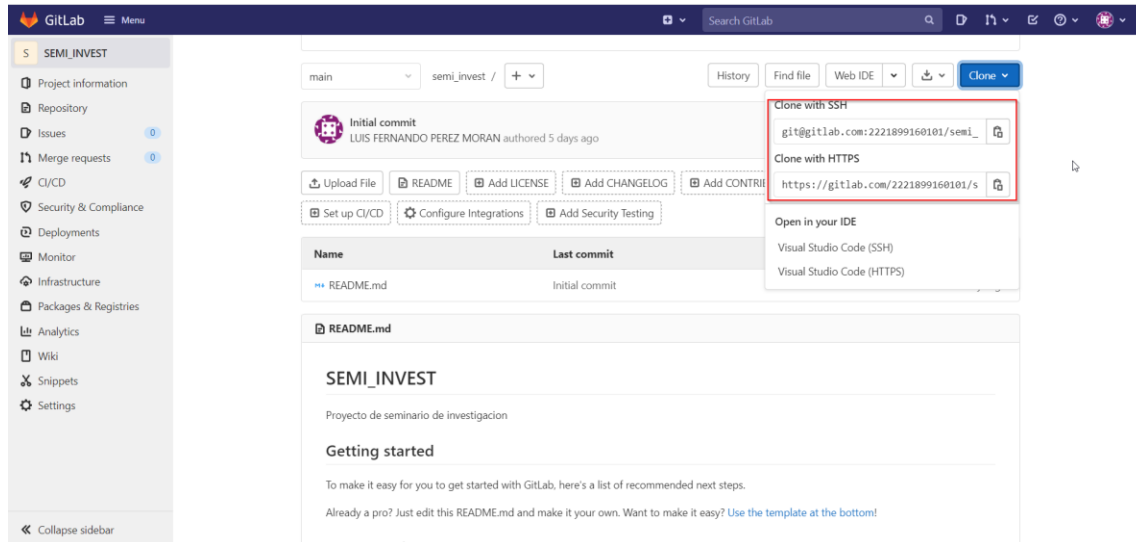 GitLab Menu Search GitLab
S SEMI_INVEST
Project information
Repository
Issues 0
Merge requests 0
CI/CD
Security & Compliance
Deployments
Monitor
Infrastructure
Packages & Registries
Analytics
Wiki
Snippets
Settings
Collapse sidebar
main semi_invest / + History Find file Web IDE Clone
Initial commit
LUIS FERNANDO PEREZ MORAN authored 5 days ago
Clone with SSH
git@gitlab.com:2221899160101/semi_
Clone with HTTPS
https://gitlab.com/2221899160101/s
Open in your IDE
Visual Studio Code (SSH)
Visual Studio Code (HTTPS)
Upload File README Add LICENSE Add CHANGELOG Add CONTRIE
Set up CI/CD Configure Integrations Add Security Testing
Name Last commit
README.md Initial commit
README.md
SEMI_INVEST
Proyecto de seminario de investigacion
Getting started
To make it easy for you to get started with GitLab, here's a list of recommended next steps.
Already a pro? Just edit this README.md and make it your own. Want to make it easy? Use the template at the bottom!